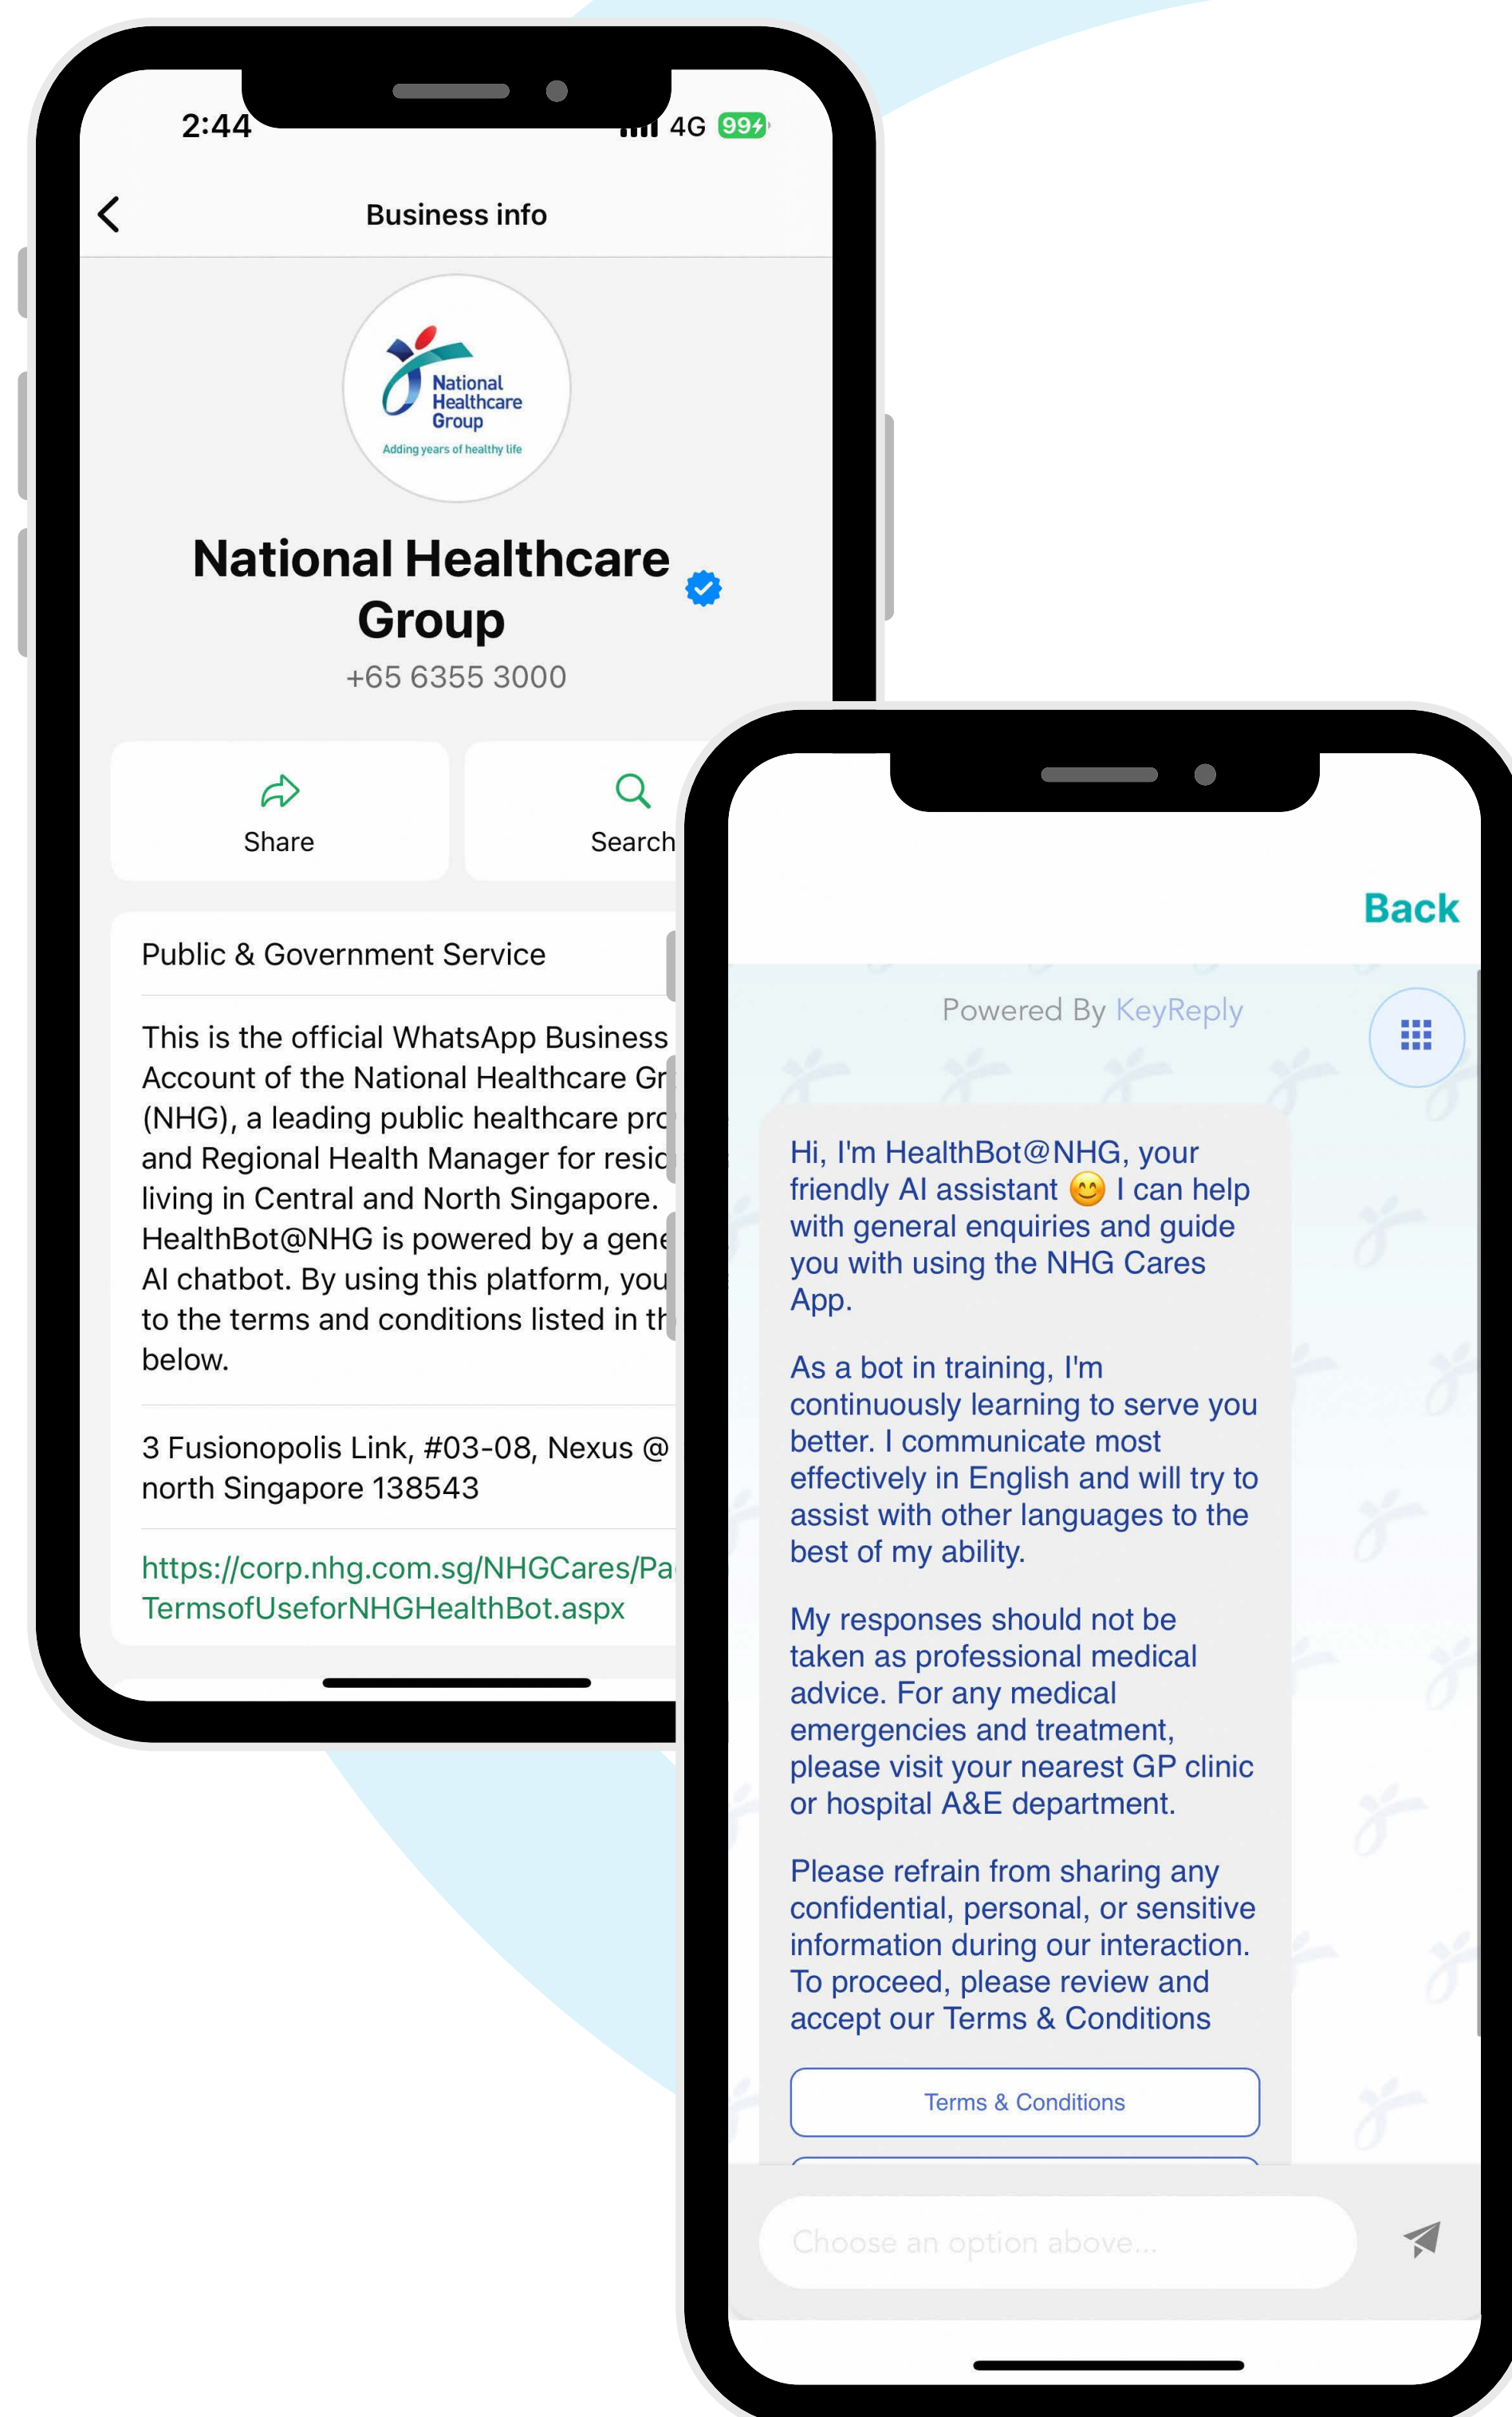 2:44
4G 99
Business info
National
Healthcare
Group
Adding years of healthy life
National Healthcare
Group
+65 6355 3000
Share
Search
Public & Government Service
This is the official WhatsApp Business
Account of the National Healthcare
(NHG), a leading public healthcare
and Regional Health Manager for
living in Central and North Singapore.
HealthBot@NHG is powered by a
AI chatbot. By using this platform, you
to the terms and conditions listed in
below.
3 Fusionopolis Link, #03-08, Nexus @
north Singapore 138543
https://corp.nhg.com.sg/NHGCares/
TermsofUseforNHGHealthBot.aspx
Back
Powered By KeyReply
Hi, I'm HealthBot@NHG, your
friendly AI assistant 😊 I can help
with general enquiries and guide
you with using the NHG Cares
App.
As a bot in training, I'm
continuously learning to serve you
better. I communicate most
effectively in English and will try to
assist with other languages to the
best of my ability.
My responses should not be
taken as professional medical
advice. For any medical
emergencies and treatment,
please visit your nearest GP clinic
or hospital A&E department.
Please refrain from sharing any
confidential, personal, or sensitive
information during our interaction.
To proceed, please review and
accept our Terms & Conditions
Terms & Conditions
Choose an option above...